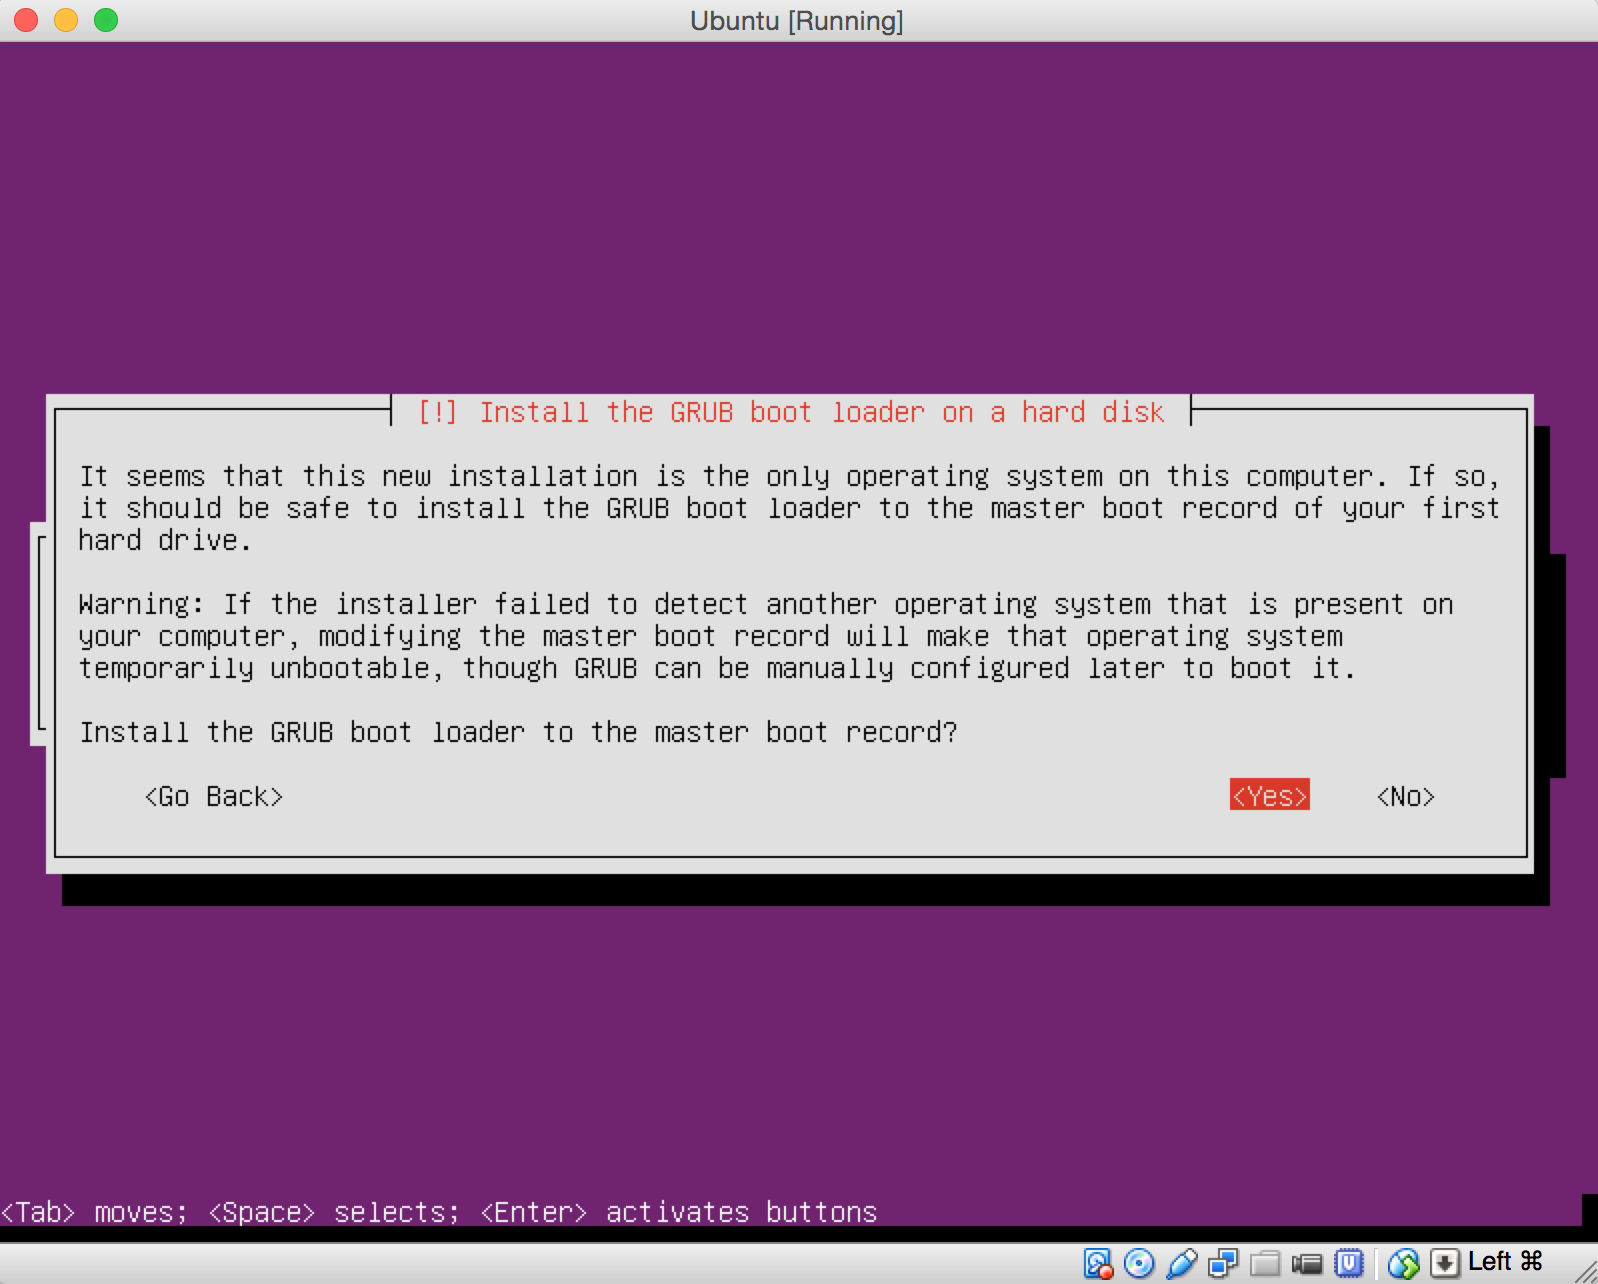 Ubuntu [Running]
[!] Install the GRUB boot loader on a hard disk
It seems that this new installation is the only operating system on this computer. If so,
it should be safe to install the GRUB boot loader to the master boot record of your first
hard drive.
Warning: If the installer failed to detect another operating system that is present on
your computer, modifying the master boot record will make that operating system
temporarily unbootable, though GRUB can be manually configured later to boot it.
Install the GRUB boot loader to the master boot record?
<Go Back> <Yes> <No>
<Tab> moves; <Space> selects; <Enter> activates buttons
Left ⌘